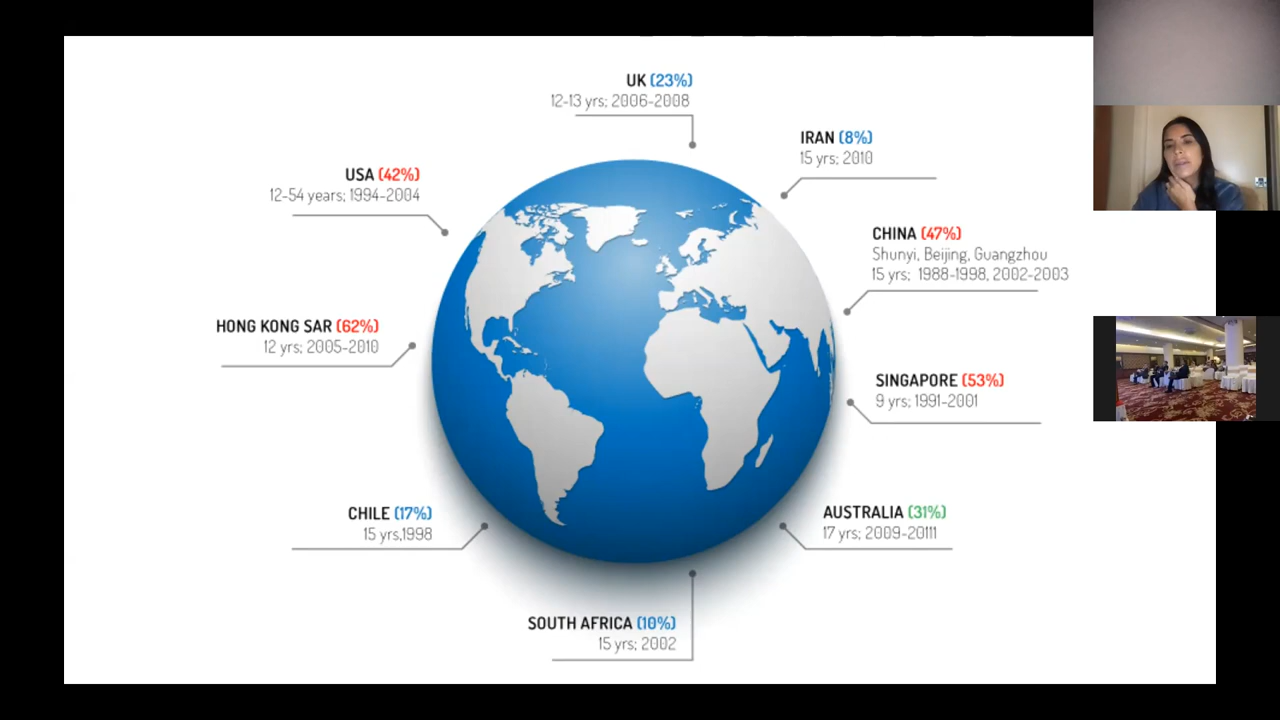 UK (23%)
12-13 yrs; 2006-2008
IRAN (8%)
15 yrs; 2010
USA (42%)
12-54 years; 1994-2004
CHINA (47%)
Shunyi, Beijing, Guangzhou
15 yrs; 1988-1998, 2002-2003
HONG KONG SAR (62%)
12 yrs; 2005-2010
SINGAPORE (53%)
9 yrs; 1991-2001
CHILE (17%)
15 yrs,1998
AUSTRALIA (31%)
17 yrs; 2009-20111
SOUTH AFRICA (10%)
15 yrs; 2002